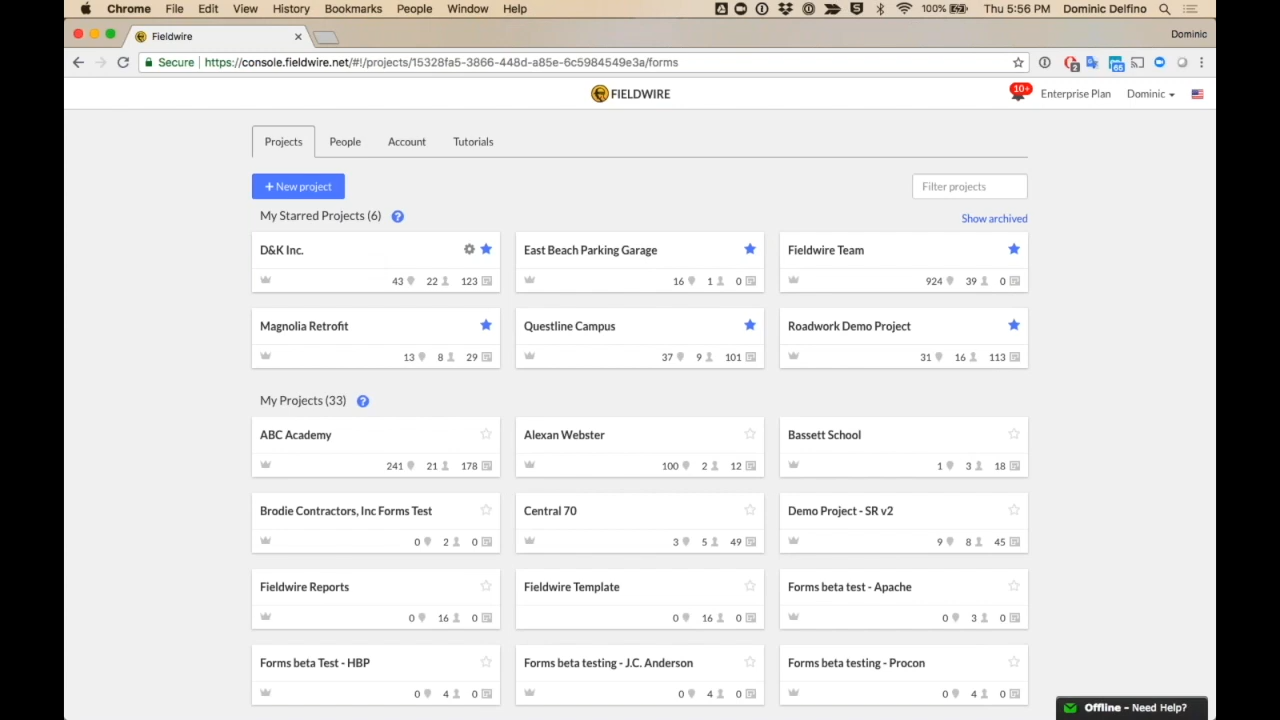 Chrome File Edit View History Bookmarks People Window Help 100% Thu 5:56 PM Dominic Delfino
Fieldwire Dominic
Secure https://console.fieldwire.net/#!/projects/15328fa5-3866-448d-a85e-6c5984549e3a/forms 2 65
FIELDWIRE 10+ Enterprise Plan Dominic
Projects People Account Tutorials
+ New project Filter projects
My Starred Projects (6) ? Show archived
D&K Inc. East Beach Parking Garage Fieldwire Team
43 22 123 16 1 0 924 39 0
Magnolia Retrofit Questline Campus Roadwork Demo Project
13 8 29 37 9 101 31 16 113
My Projects (33) ?
ABC Academy Alexan Webster Bassett School
241 21 178 100 2 12 1 3 18
Brodie Contractors, Inc Forms Test Central 70 Demo Project - SR v2
0 2 0 3 5 49 9 8 45
Fieldwire Reports Fieldwire Template Forms beta test - Apache
0 16 0 0 16 0 0 3 0
Forms beta Test - HBP Forms beta testing - J.C. Anderson Forms beta testing - Procon
0 4 0 0 4 0 0 4 0
Offline - Need Help?